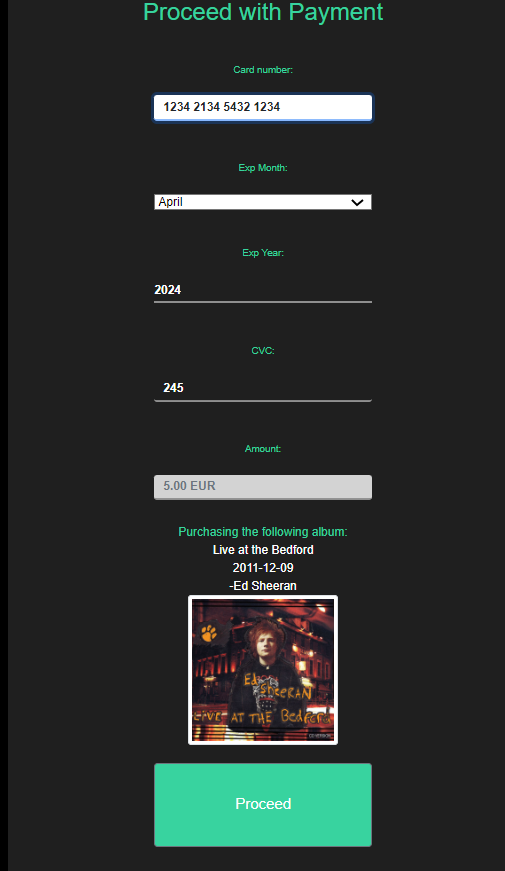 Proceed with Payment
Card number:
1234 2134 5432 1234
Exp Month:
April
Exp Year:
2024
CVC:
245
Amount:
5.00 EUR
Purchasing the following album:
Live at the Bedford
2011-12-09
-Ed Sheeran
Ed
SHEERAN
LIVE AT THE Bedford
Proceed